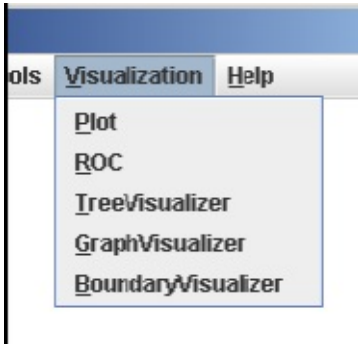 ols Visualization Help
Plot
ROC
TreeVisualizer
GraphVisualizer
BoundaryVisualizer